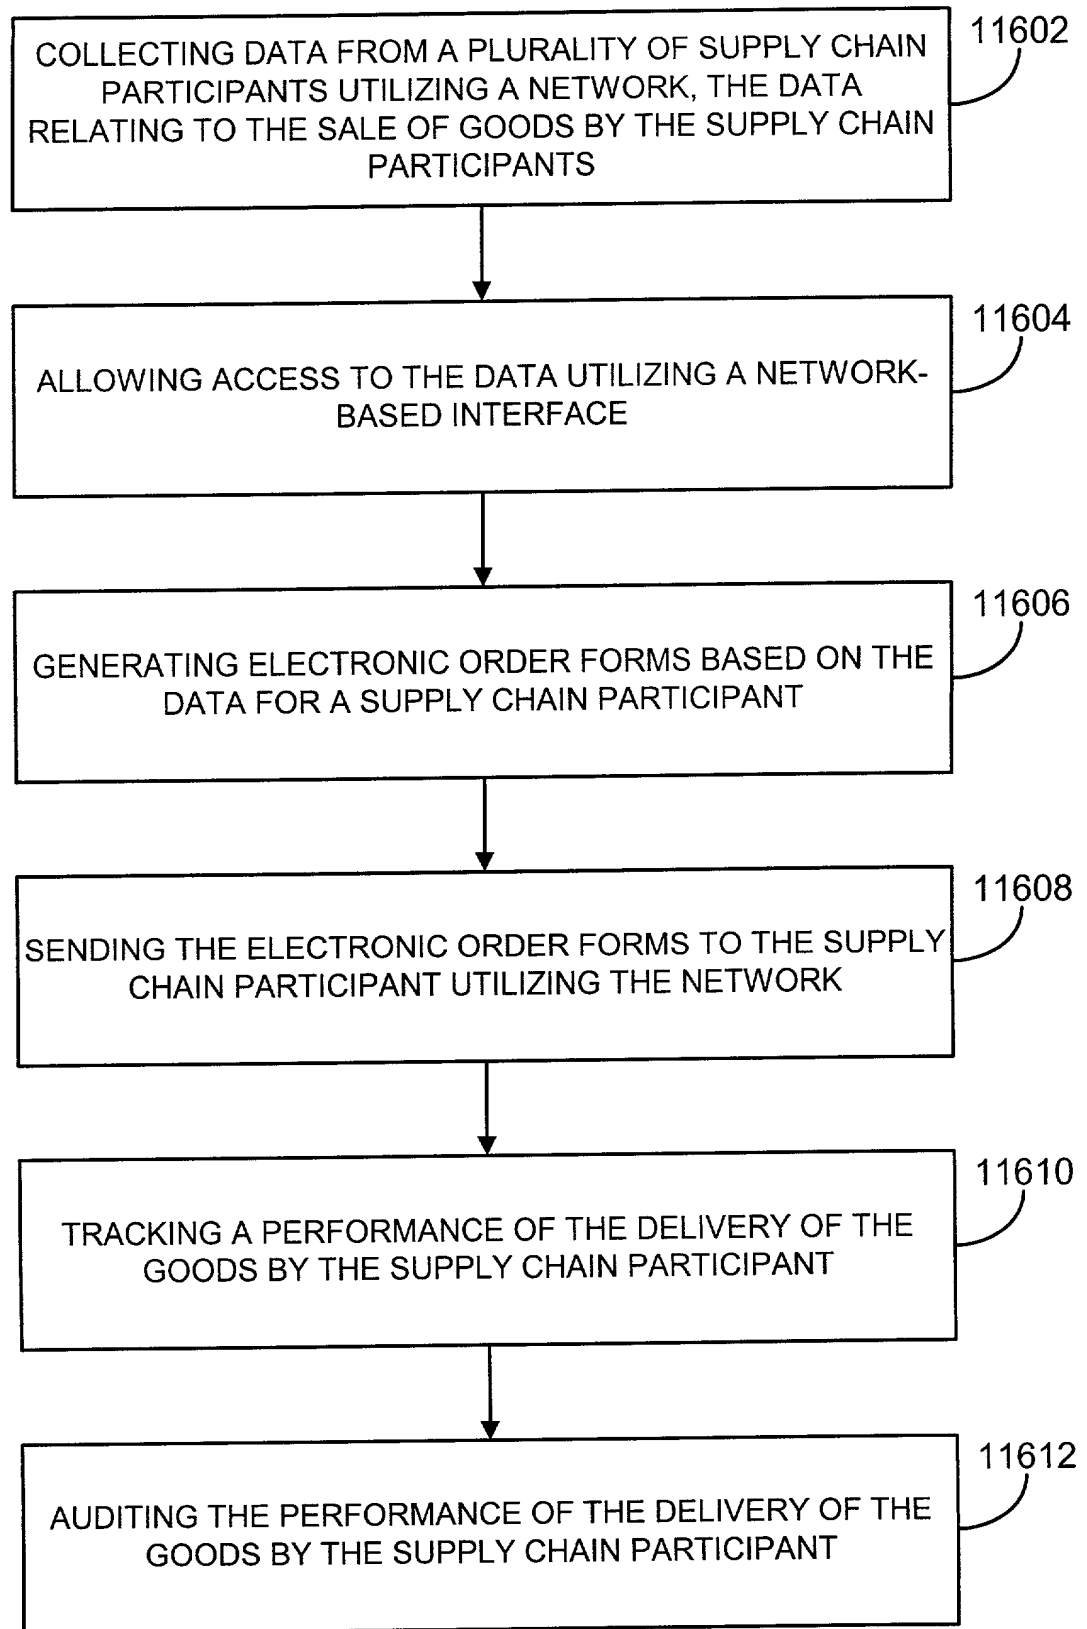 11602
COLLECTING DATA FROM A PLURALITY OF SUPPLY CHAIN
PARTICIPANTS UTILIZING A NETWORK, THE DATA
RELATING TO THE SALE OF GOODS BY THE SUPPLY CHAIN
PARTICIPANTS
11604
ALLOWING ACCESS TO THE DATA UTILIZING A NETWORK-
BASED INTERFACE
11606
GENERATING ELECTRONIC ORDER FORMS BASED ON THE
DATA FOR A SUPPLY CHAIN PARTICIPANT
11608
SENDING THE ELECTRONIC ORDER FORMS TO THE SUPPLY
CHAIN PARTICIPANT UTILIZING THE NETWORK
11610
TRACKING A PERFORMANCE OF THE DELIVERY OF THE
GOODS BY THE SUPPLY CHAIN PARTICIPANT
11612
AUDITING THE PERFORMANCE OF THE DELIVERY OF THE
GOODS BY THE SUPPLY CHAIN PARTICIPANT